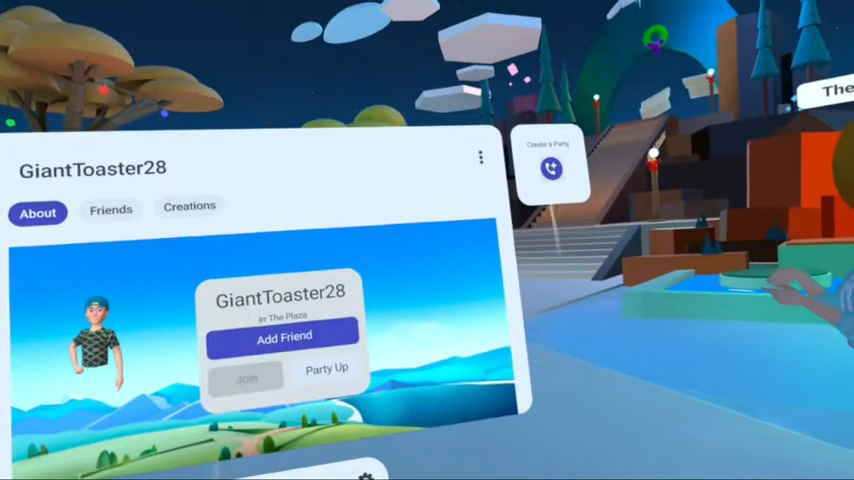 GiantToaster28
About
Friends
Creations
GiantToaster28
in The Plaza
Add Friend
Join
Party Up
Create a Party
The